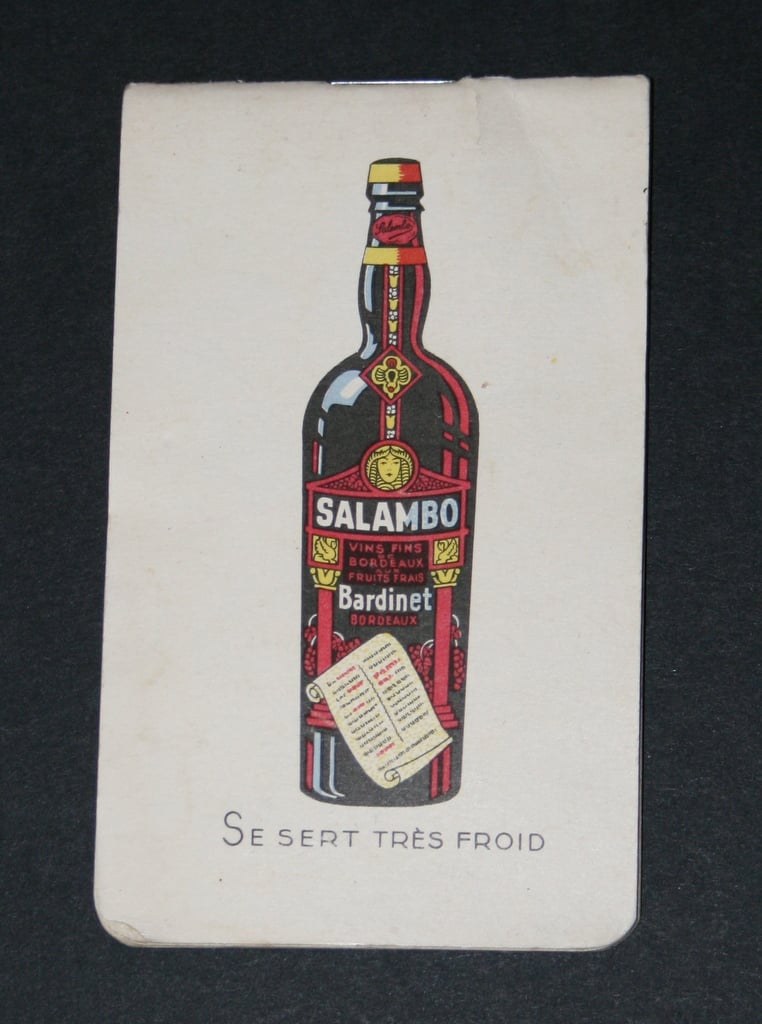 Salambo
SALAMBO
VINS FINS
DE
BORDEAUX
AUX
FRUITS FRAIS
Bardinet
BORDEAUX
SE SERT TRÈS FROID